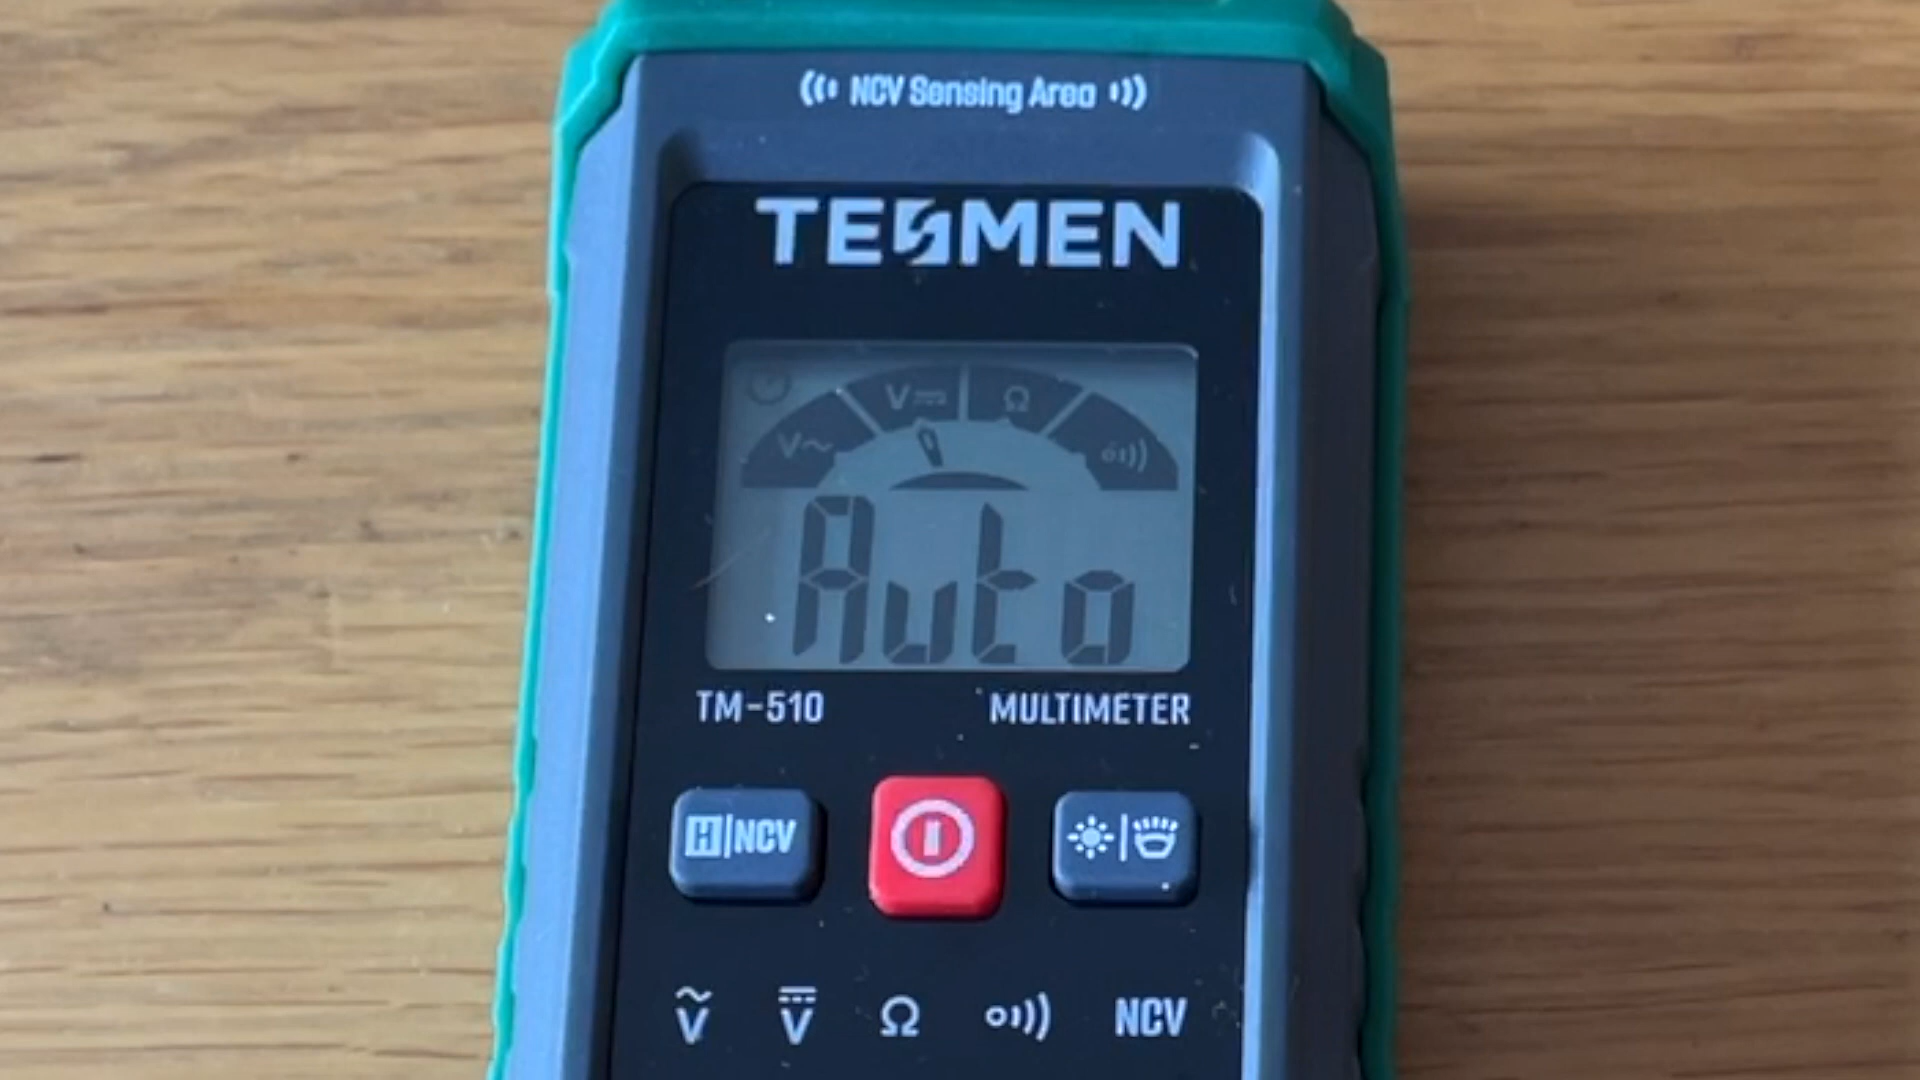 NCV Sensing Area
TESMEN
V~ V⎓ Ω
Auto
TM-510 MULTIMETER
H|NCV
V V Ω NCV